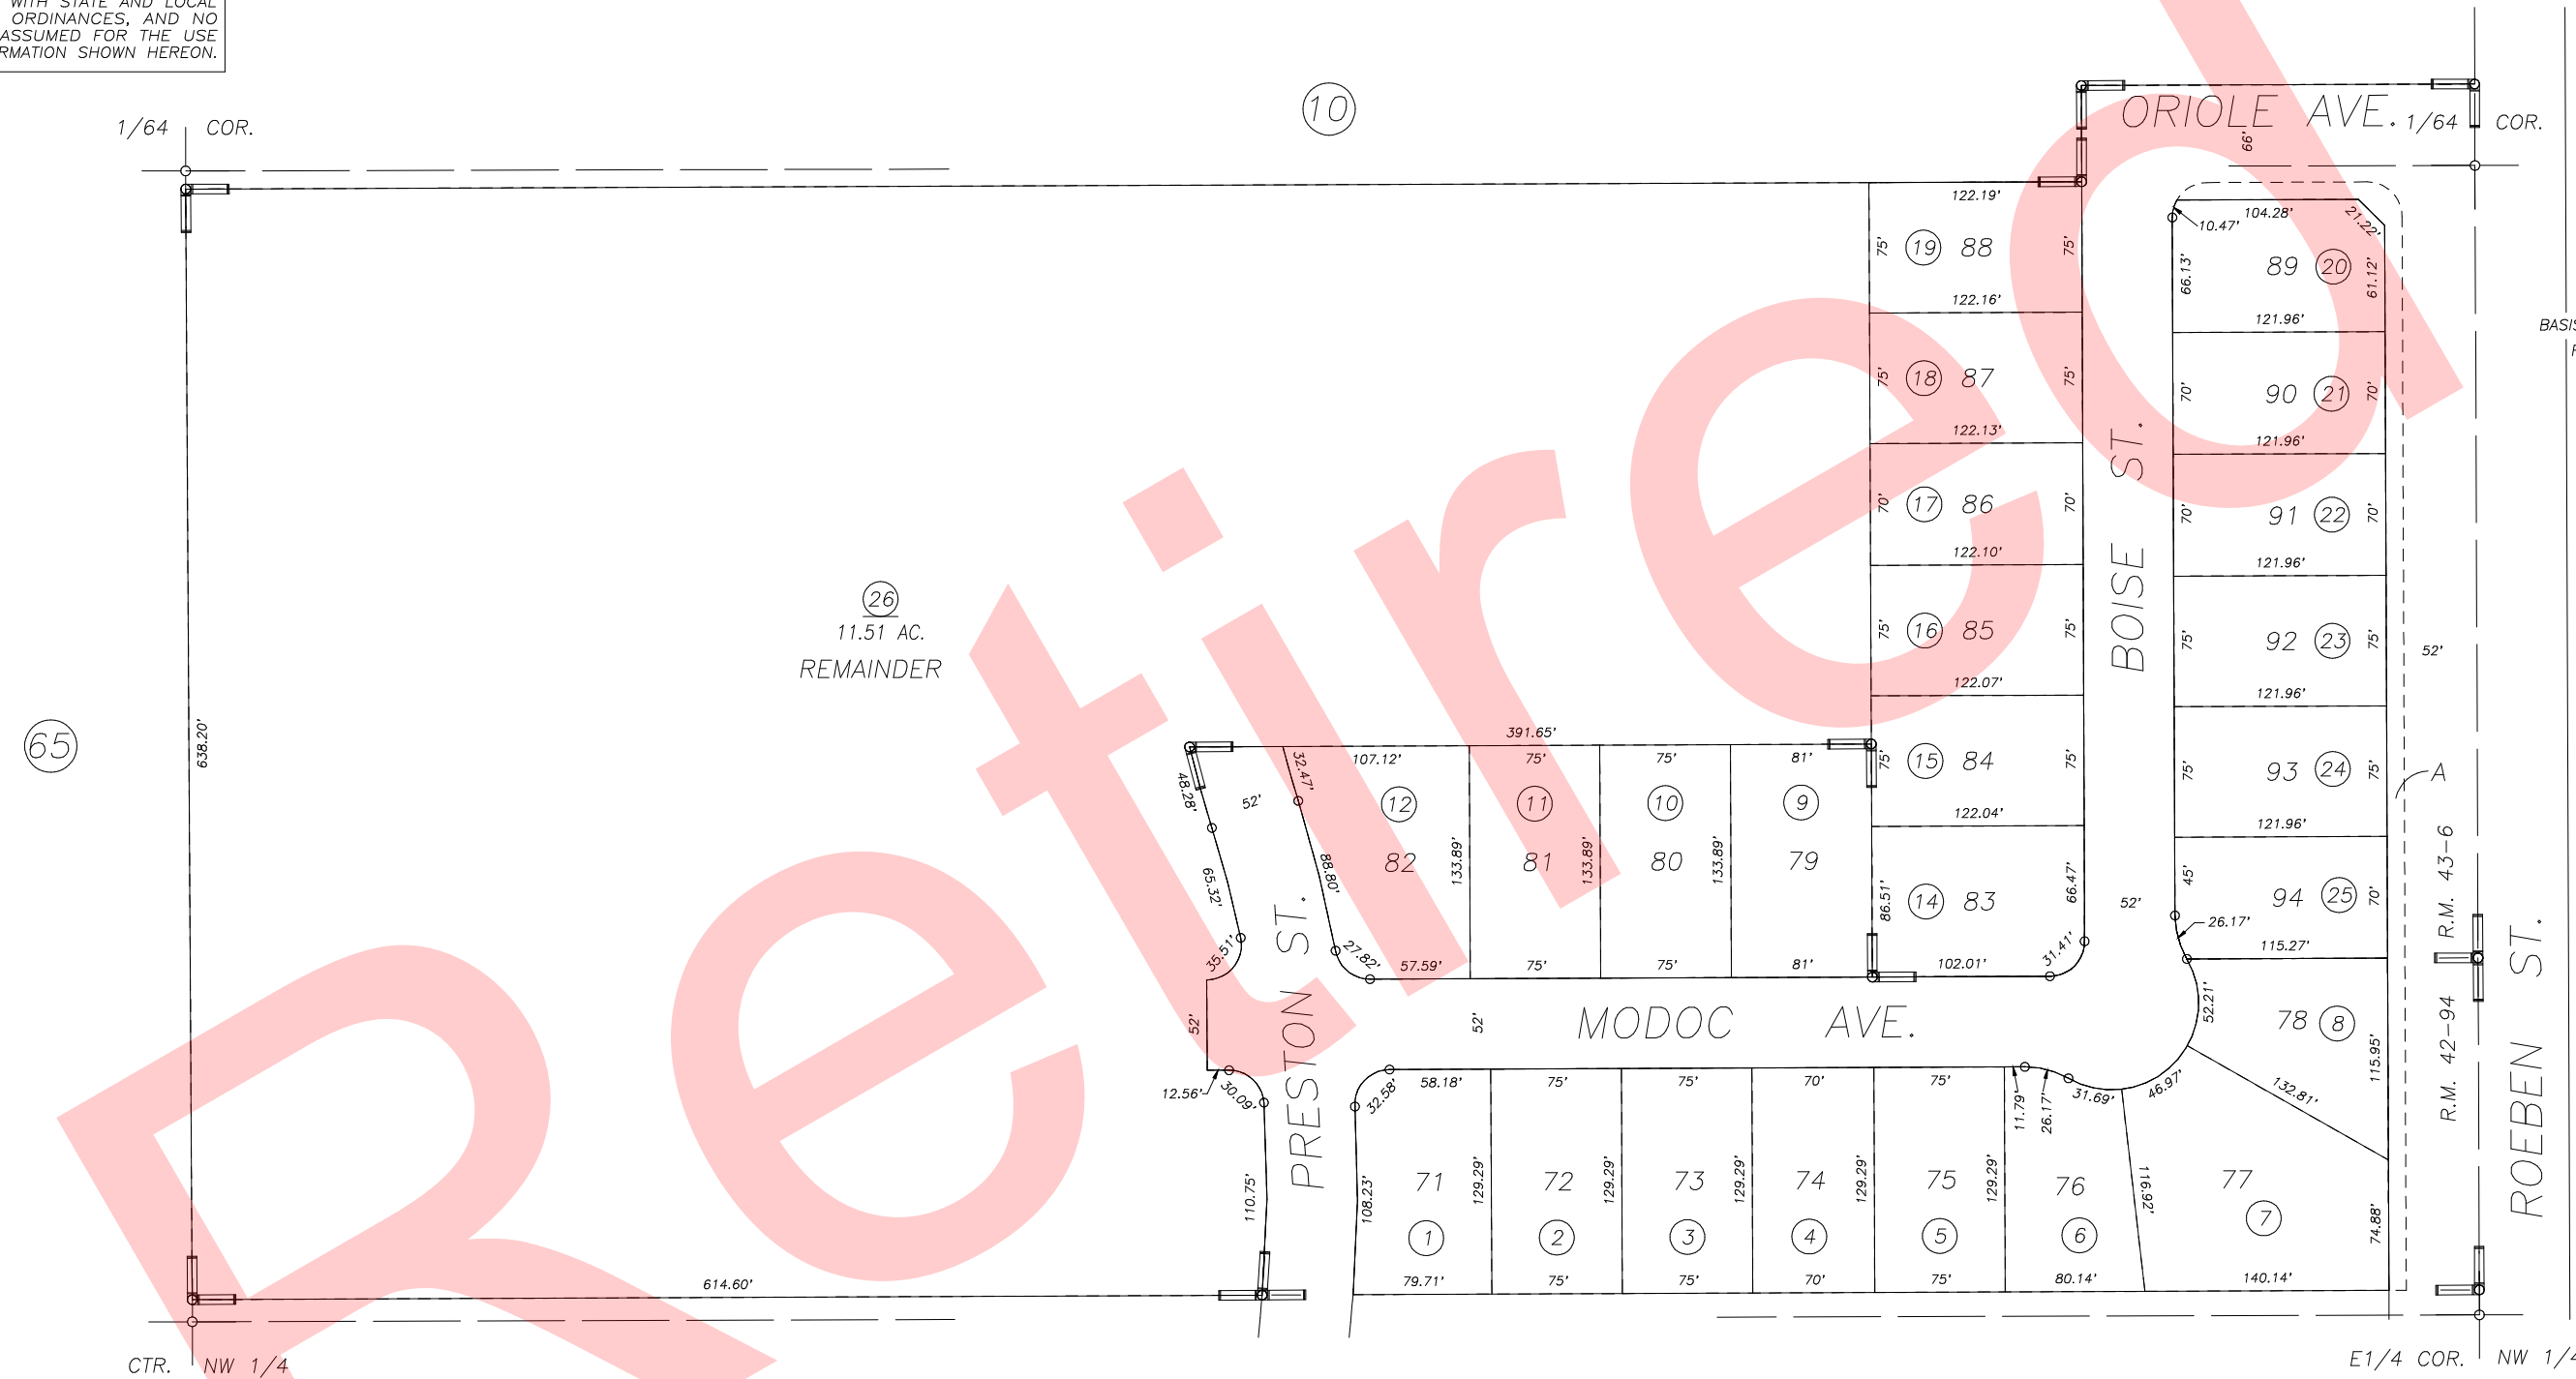 WITH STATE AND LOCAL
ORDINANCES, AND NO
ASSUMED FOR THE USE
RMATION SHOWN HEREON.
10
1/64 COR.
ORIOLE AVE.
1/64 COR.
66'
122.19'
75' 19 88 75'
122.16'
75' 18 87 75'
122.13'
70' 17 86 70'
122.10'
75' 16 85 75'
122.07'
75' 15 84 75'
122.04'
86.51' 14 83 66.47'
102.01' 31.41'
BOISE ST.
52'
10.47' 104.28' 21.22'
66.13' 89 20 61.12'
121.96'
70' 90 21 70'
121.96'
70' 91 22 70'
121.96'
75' 92 23 75'
121.96'
75' 93 24 75'
121.96'
45' 94 25 70'
26.17'
115.27'
52.21' 78 8 115.95'
132.81'
46.97'
BASIS
52'
A
R.M. 43-6
R.M. 42-94
ROEBEN ST.
26
11.51 AC.
REMAINDER
65
638.20'
614.60'
391.65'
48.28' 52' 32.47' 107.12' 75' 75' 81'
12 11 10 9
65.32' 88.80' 82 133.89' 81 133.89' 80 133.89' 79
35.51' 27.82' 57.59' 75' 75' 81'
PRESTON ST.
52'
52'
MODOC AVE.
12.56' 30.09' 32.58' 58.18' 75' 75' 70' 75' 11.79' 26.17' 31.69'
110.75' 108.23' 71 129.29' 72 129.29' 73 129.29' 74 129.29' 75 129.29' 76 116.92' 77 74.88'
1 2 3 4 5 6 7
79.71' 75' 75' 70' 75' 80.14' 140.14'
CTR. NW 1/4
E1/4 COR. NW 1/4
Retired